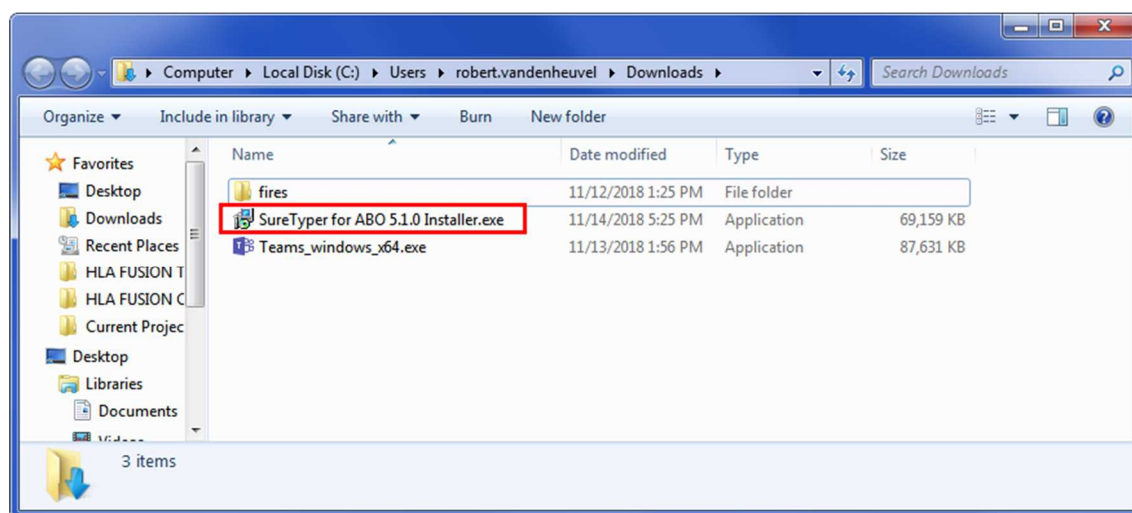 Computer Local Disk (C:) Users robert.vandenheuvel Downloads Search Downloads
Organize Include in library Share with Burn New folder
Favorites
Desktop
Downloads
Recent Places
HLA FUSION T
HLA FUSION C
Current Projec
Desktop
Libraries
Documents
Name Date modified Type Size
fires 11/12/2018 1:25 PM File folder
SureTyper for ABO 5.1.0 Installer.exe 11/14/2018 5:25 PM Application 69,159 KB
Teams_windows_x64.exe 11/13/2018 1:56 PM Application 87,631 KB
3 items